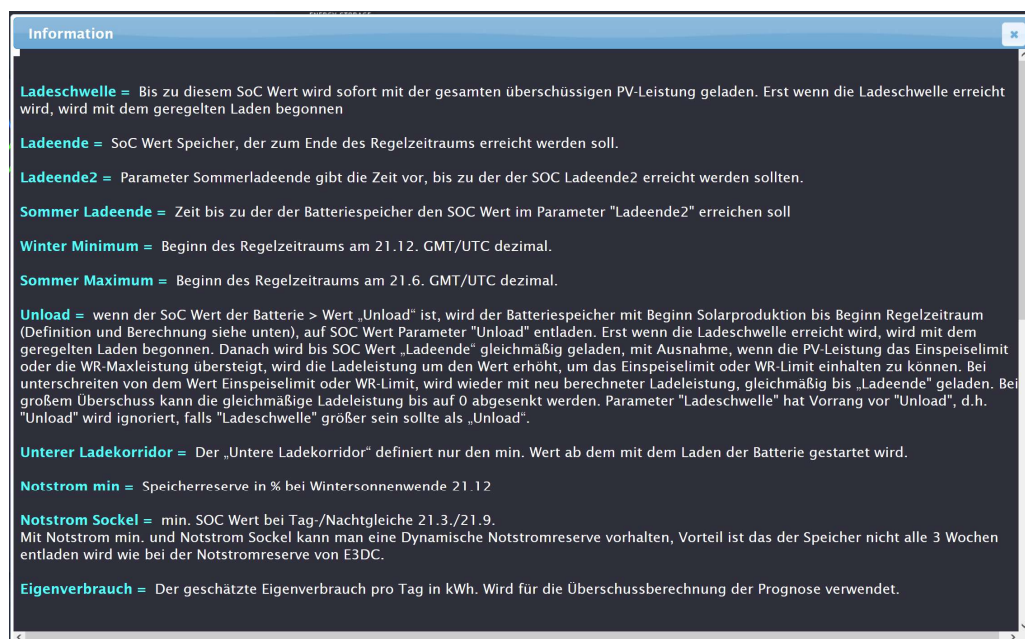 ENERGY STORAGE
Information
Ladeschwelle = Bis zu diesem SoC Wert wird sofort mit der gesamten überschüssigen PV-Leistung geladen. Erst wenn die Ladeschwelle erreicht
wird, wird mit dem geregelten Laden begonnen
Ladeende = SoC Wert Speicher, der zum Ende des Regelzeitraums erreicht werden soll.
Ladeende2 = Parameter Sommerladeende gibt die Zeit vor, bis zu der der SOC Ladeende2 erreicht werden sollten.
Sommer Ladeende = Zeit bis zu der der Batteriespeicher den SOC Wert im Parameter "Ladeende2" erreichen soll
Winter Minimum = Beginn des Regelzeitraums am 21.12. GMT/UTC dezimal.
Sommer Maximum = Beginn des Regelzeitraums am 21.6. GMT/UTC dezimal.
Unload = wenn der SoC Wert der Batterie > Wert „Unload“ ist, wird der Batteriespeicher mit Beginn Solarproduktion bis Beginn Regelzeitraum
(Definition und Berechnung siehe unten), auf SOC Wert Parameter "Unload" entladen. Erst wenn die Ladeschwelle erreicht wird, wird mit dem
geregelten Laden begonnen. Danach wird bis SOC Wert „Ladeende“ gleichmäßig geladen, mit Ausnahme, wenn die PV-Leistung das Einspeiselimit
oder die WR-Maxleistung übersteigt, wird die Ladeleistung um den Wert erhöht, um das Einspeiselimit oder WR-Limit einhalten zu können. Bei
unterschreiten von dem Wert Einspeiselimit oder WR-Limit, wird wieder mit neu berechneter Ladeleistung, gleichmäßig bis „Ladeende“ geladen. Bei
großem Überschuss kann die gleichmäßige Ladeleistung bis auf 0 abgesenkt werden. Parameter "Ladeschwelle" hat Vorrang vor "Unload", d.h.
"Unload" wird ignoriert, falls "Ladeschwelle" größer sein sollte als „Unload“.
Unterer Ladekorridor = Der „Untere Ladekorridor“ definiert nur den min. Wert ab dem mit dem Laden der Batterie gestartet wird.
Notstrom min = Speicherreserve in % bei Wintersonnenwende 21.12
Notstrom Sockel = min. SOC Wert bei Tag-/Nachtgleiche 21.3./21.9.
Mit Notstrom min. und Notstrom Sockel kann man eine Dynamische Notstromreserve vorhalten, Vorteil ist das der Speicher nicht alle 3 Wochen
entladen wird wie bei der Notstromreserve von E3DC.
Eigenverbrauch = Der geschätzte Eigenverbrauch pro Tag in kWh. Wird für die Überschussberechnung der Prognose verwendet.